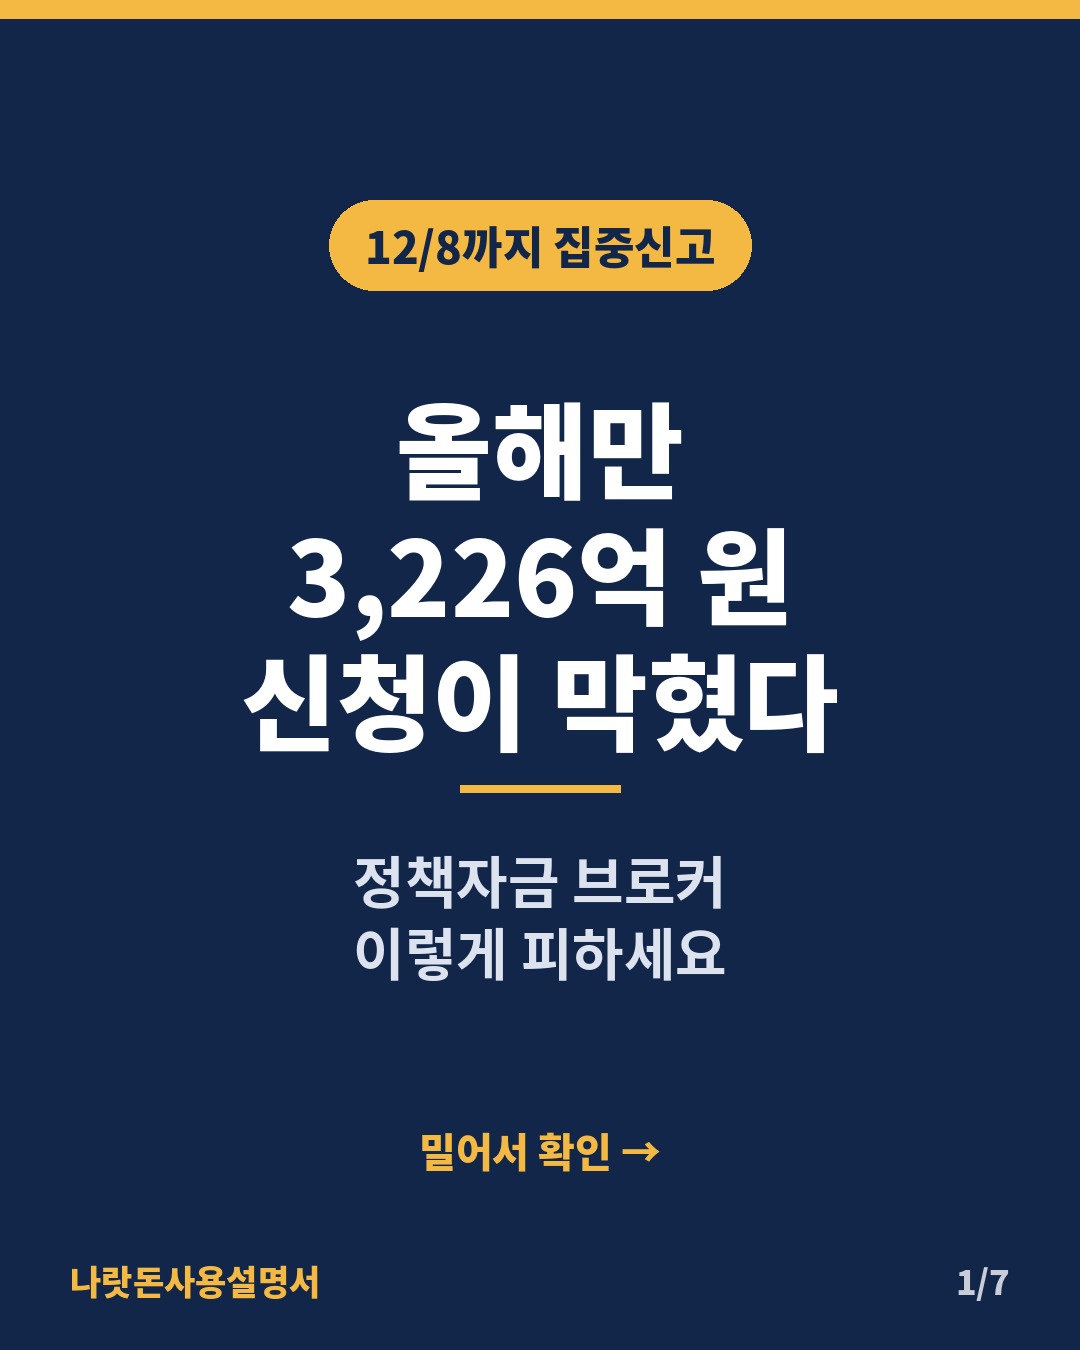 12/8까지 집중신고
올해만
3,226억 원
신청이 막혔다
정책자금 브로커
이렇게 피하세요
밀어서 확인 →
나랏돈사용설명서
1/7